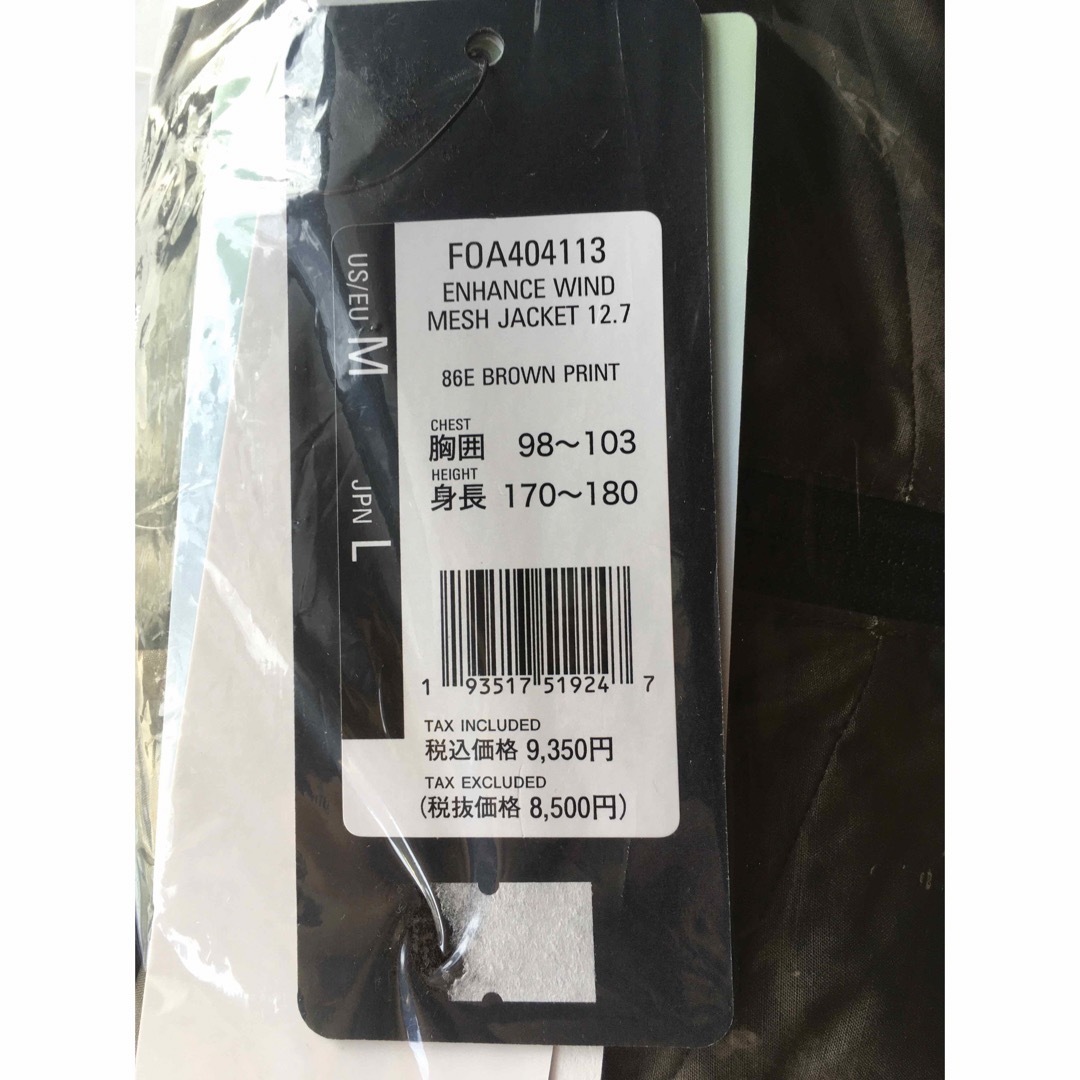 FOA404113
ENHANCE WIND
MESH JACKET 12.7
86E BROWN PRINT
US/EU M
JPN L
CHEST
胸囲 98～103
HEIGHT
身長 170～180
1 93517 51924 7
TAX INCLUDED
税込価格 9,350円
TAX EXCLUDED
(税抜価格 8,500円)